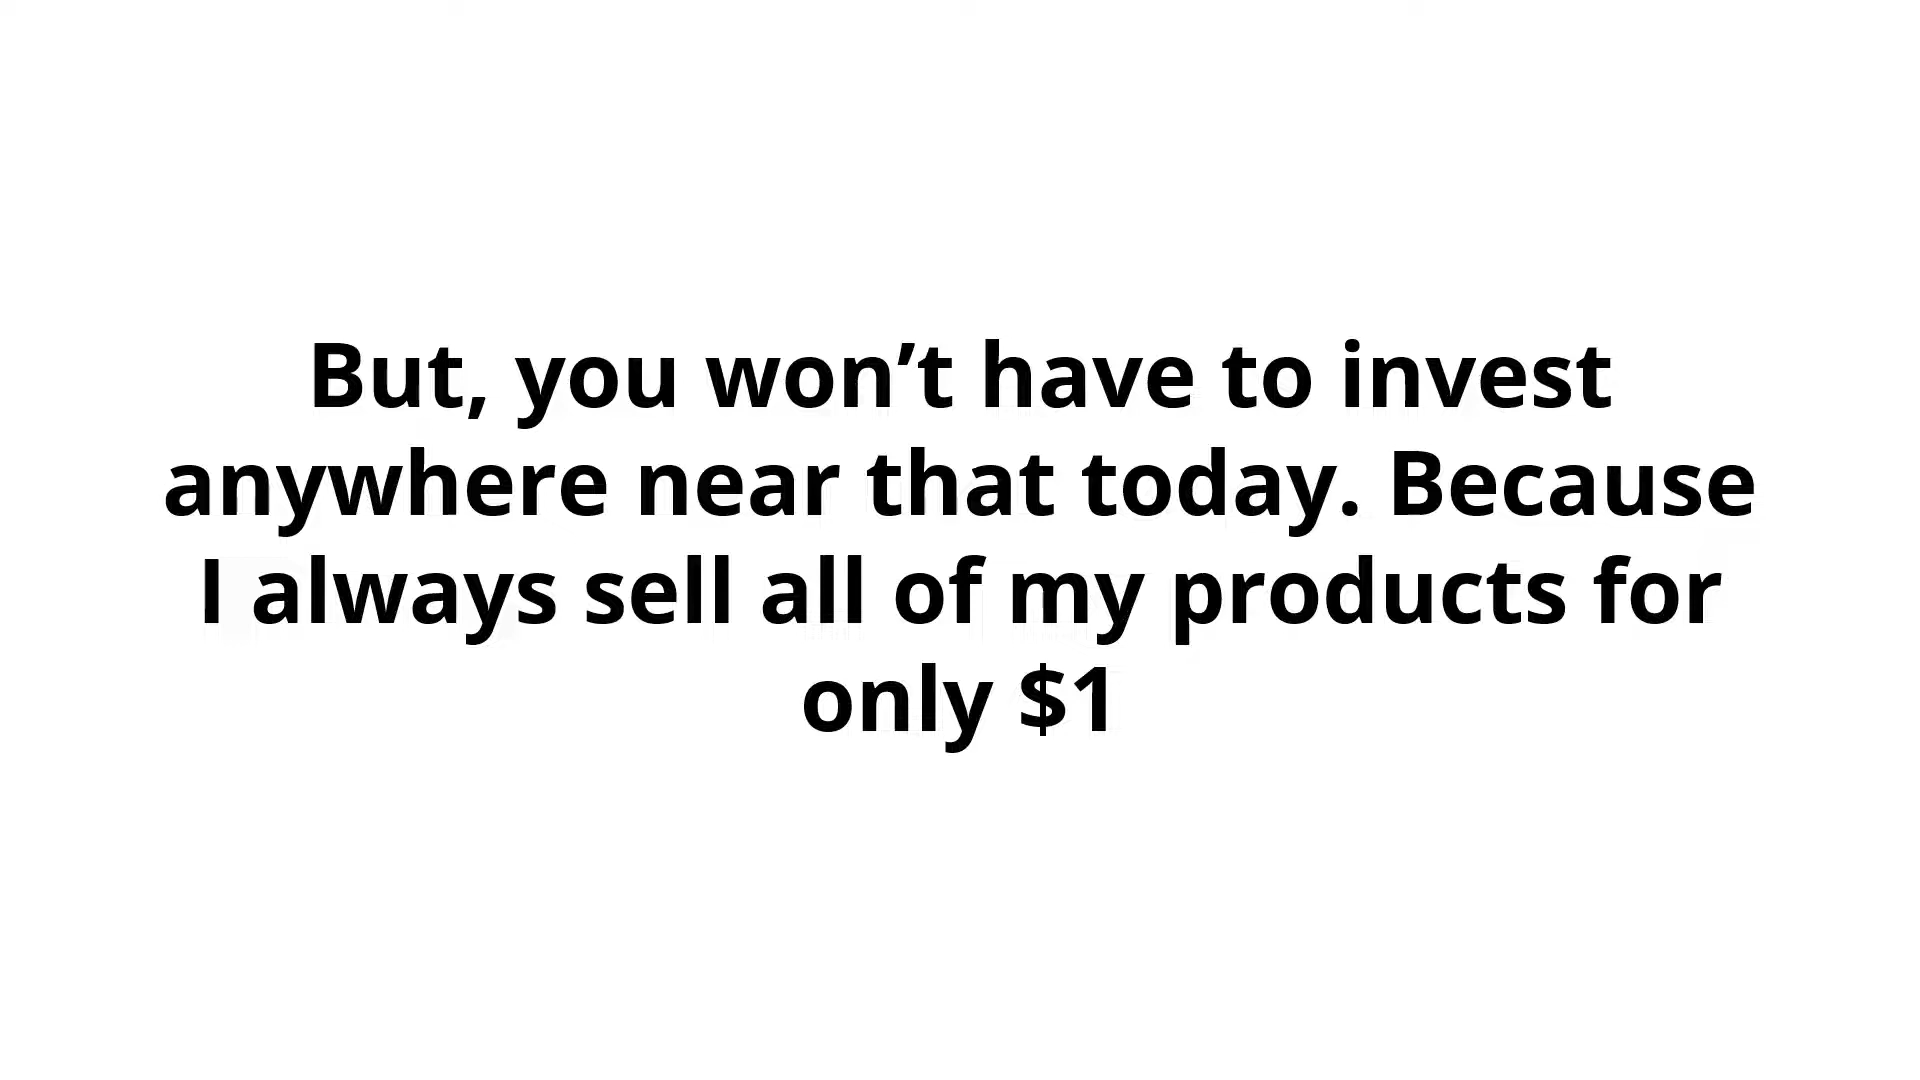 But, you won’t have to invest
anywhere near that today. Because
I always sell all of my products for
only $1